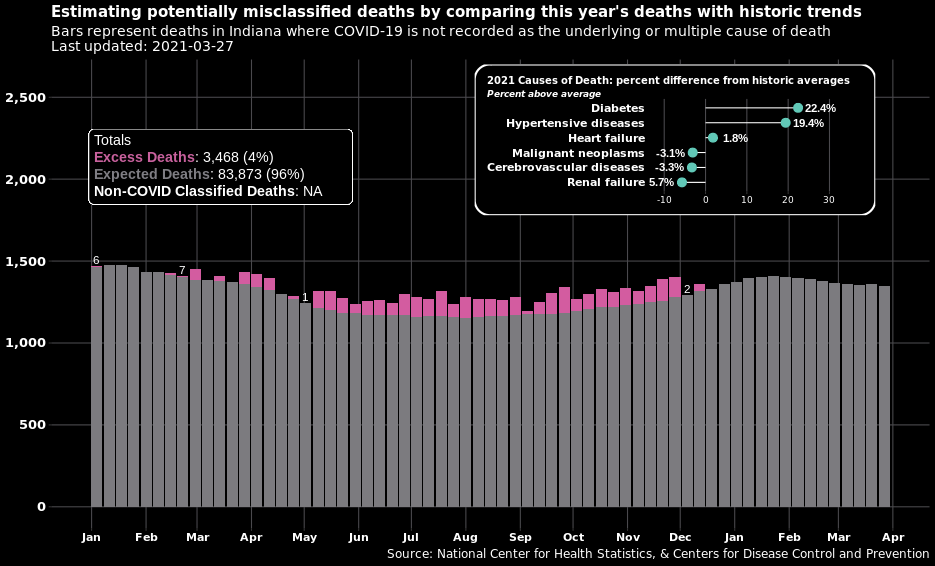 Estimating potentially misclassified deaths by comparing this year's deaths with historic trends
Bars represent deaths in Indiana where COVID-19 is not recorded as the underlying or multiple cause of death
Last updated: 2021-03-27
2021 Causes of Death: percent difference from historic averages
Percent above average
Diabetes 22.4%
Hypertensive diseases 19.4%
Heart failure 1.8%
Malignant neoplasms -3.1%
Cerebrovascular diseases -3.3%
Renal failure 5.7%
-10 0 10 20 30
Totals
Excess Deaths: 3,468 (4%)
Expected Deaths: 83,873 (96%)
Non-COVID Classified Deaths: NA
2,500
2,000
1,500
1,000
500
0
6
7
1
2
Jan Feb Mar Apr May Jun Jul Aug Sep Oct Nov Dec Jan Feb Mar Apr
Source: National Center for Health Statistics, & Centers for Disease Control and Prevention